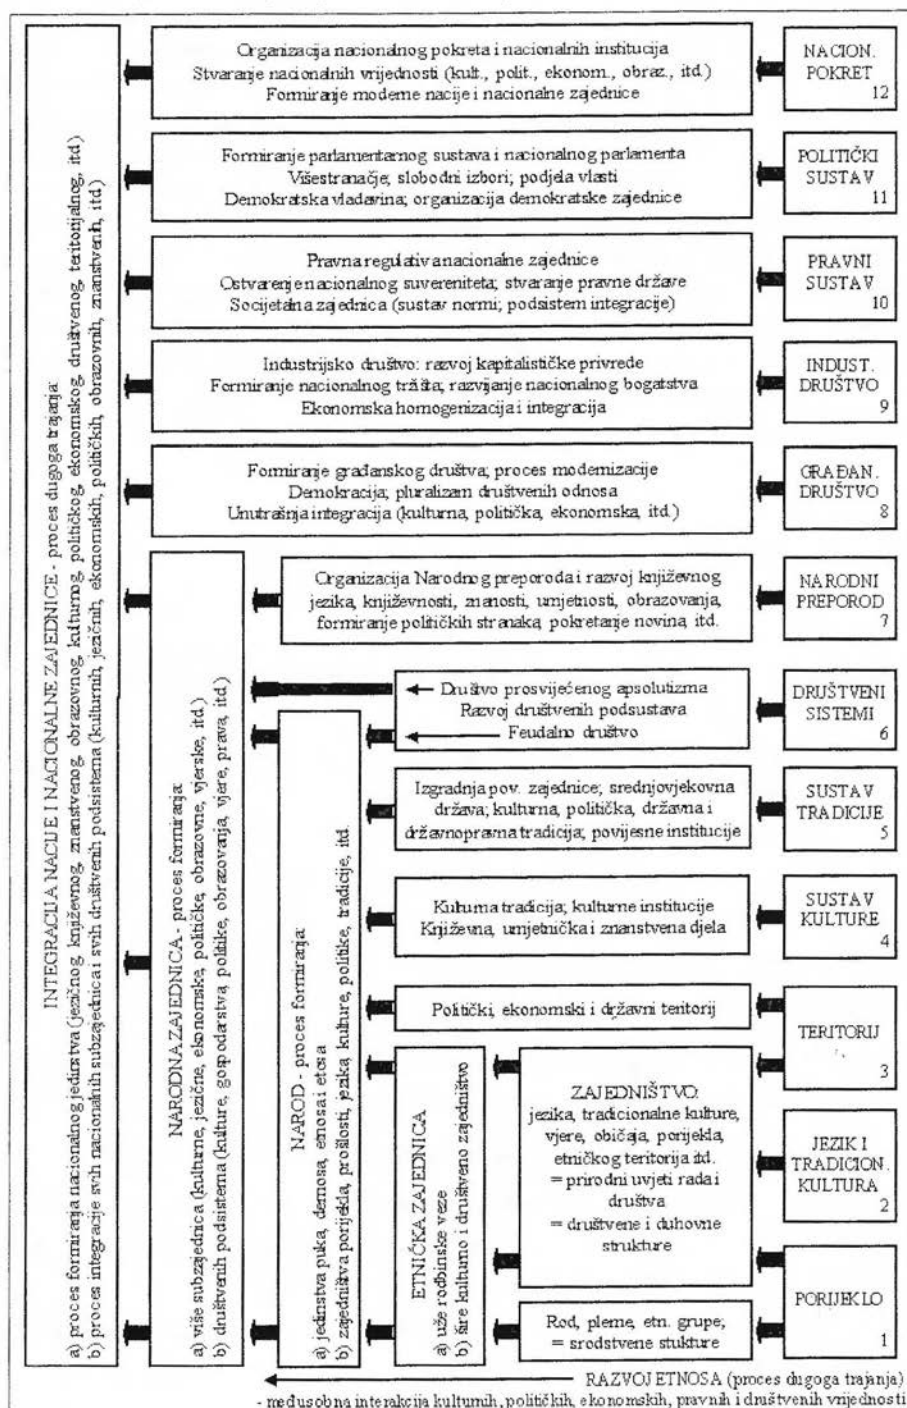 INTEGRACIJA NACIJE I NACIONALNE ZAJEDNICE - proces dugoga trajanja:
a) proces formiranja nacionalnog jedinstva (jezičnog, književnog, znanstvenog, obrazovnog, kulturnog, političkog, ekonomskog, društvenog, teritorijalnog, itd.)
b) proces integracije svih nacionalnih subzajednica i svih društvenih podsistema (kulturnih, jezičnih, ekonomskih, političkih, obrazovnih, znanstvenih, itd.)
Organizacija nacionalnog pokreta i nacionalnih institucija
Stvaranje nacionalnih vrijednosti (kult., polit., ekonom., obraz., itd.)
Formiranje moderne nacije i nacionalne zajednice
NACION.
POKRET
12
Formiranje parlamentarnog sustava i nacionalnog parlamenta
Višestranačje; slobodni izbori; podjela vlasti
Demokratska vladavina; organizacija demokratske zajednice
POLITIČKI
SUSTAV
11
Pravna regulativa nacionalne zajednice
Ostvarenje nacionalnog suvereniteta; stvaranje pravne države
Socijetalna zajednica (sustav normi; podsistem integracije)
PRAVNI
SUSTAV
10
Industrijsko društvo: razvoj kapitalističke privrede
Formiranje nacionalnog tržišta; razvijanje nacionalnog bogatstva
Ekonomska homogenizacija i integracija
INDUST.
DRUŠTVO
9
Formiranje građanskog društva; proces modernizacije
Demokracija; pluralizam društvenih odnosa
Unutrašnja integracija (kulturna, politička, ekonomska, itd.)
GRAĐAN.
DRUŠTVO
8
NARODNA ZAJEDNICA - proces formiranja:
a) više subzajednica (kulturne, jezične, ekonomske, političke, obrazovne, vjerske, itd.)
b) društvenih podsistema (kulture, gospodarstva, politike, obrazovanja, vjere, prava, itd.)
Organizacija Narodnog preporoda i razvoj književnog
jezika, književnosti, znanosti, umjetnosti, obrazovanja,
formiranje političkih stranaka, pokretanje novina, itd.
NARODNI
PREPOROD
7
NAROD - proces formiranja:
a) jedinstva puka, demosa, etnosa i etosa
b) zajedništva porijekla, prošlosti, jezika, kulture, politike, tradicije, itd.
Društvo prosvijećenog apsolutizma
Razvoj društvenih podsustava
Feudalno društvo
DRUŠTVENI
SISTEMI
6
Izgradnja pov. zajednice; srednjovjekovna
država; kulturna, politička, državna i
državnopravna tradicija; povijesne institucije
SUSTAV
TRADICIJE
5
Kulturna tradicija; kulturne institucije
Književna, umjetnička i znanstvena djela
SUSTAV
KULTURE
4
Politički, ekonomski i državni teritorij
TERITORIJ
3
ETNIČKA ZAJEDNICA
a) uže rodbinske veze
b) šire kulturno i društveno zajedništvo
ZAJEDNIŠTVO:
jezika, tradicionalne kulture,
vjere, običaja, porijekla,
etničkog teritorija itd.
= prirodni uvjeti rada i
društva
= društvene i duhovne
strukture
JEZIK I
TRADICION.
KULTURA
2
Rod, pleme, etn. grupe;
= srodstvene stukture
PORIJEKLO
1
RAZVOJ ETNOSA (proces dugoga trajanja)
- međusobna interakcija kulturnih, političkih, ekonomskih, pravnih i društvenih vrijednosti